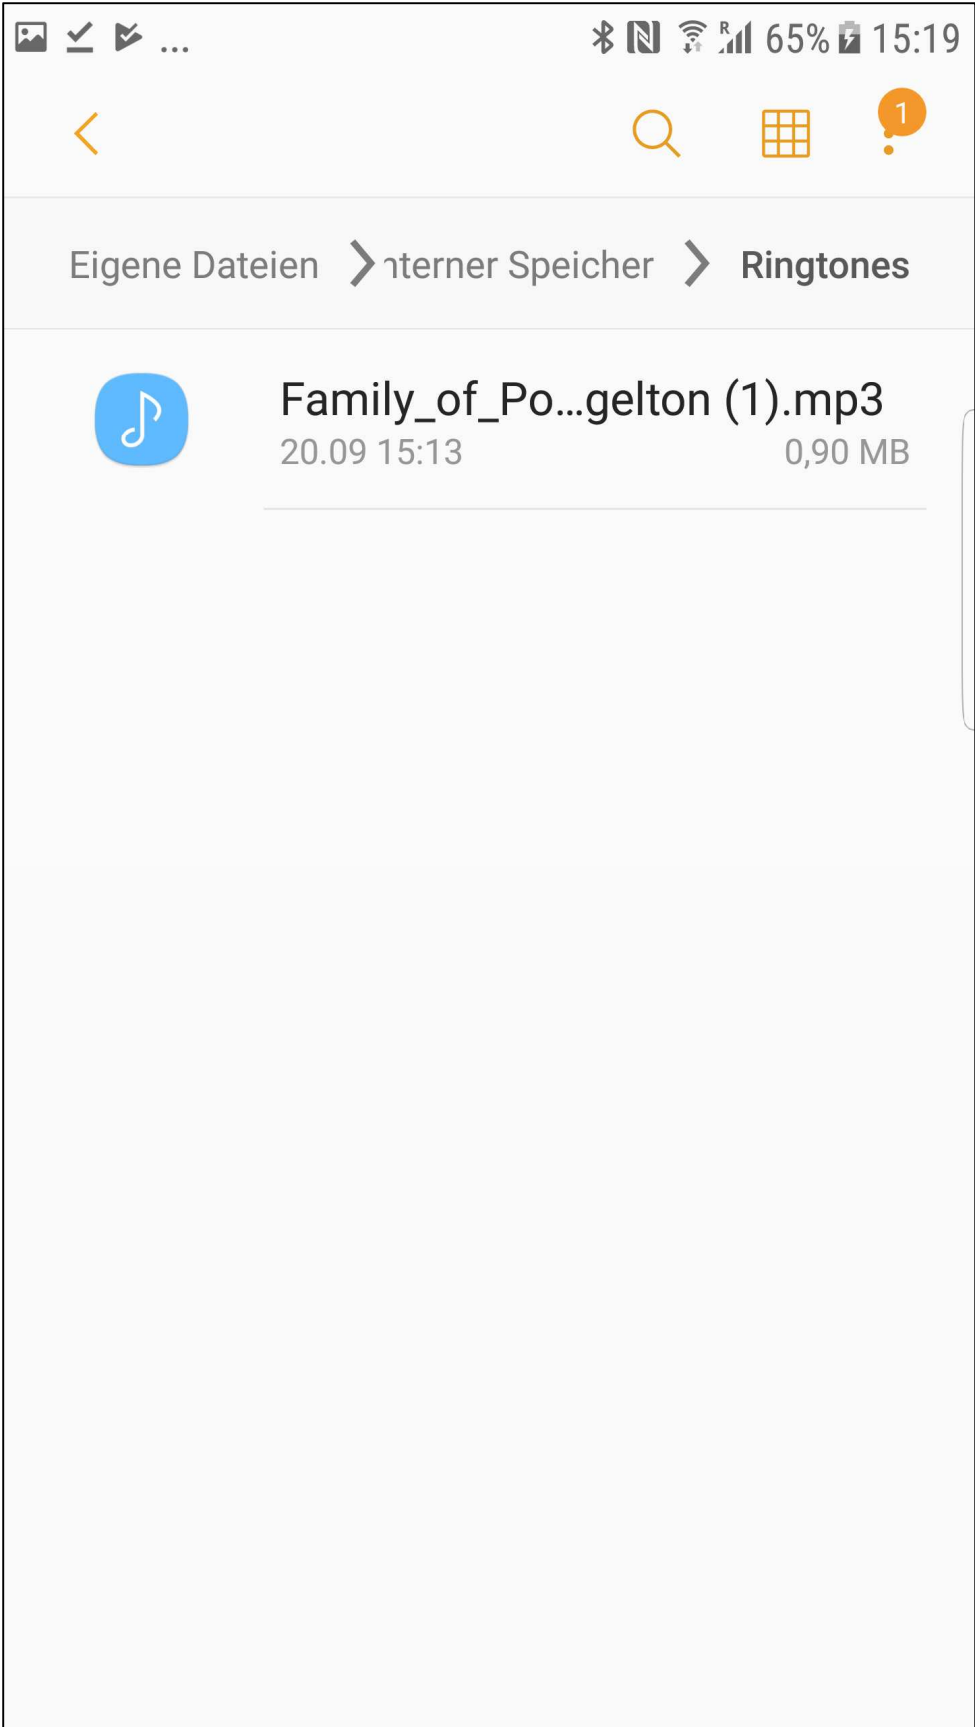 ... R 65% 15:19
1
Eigene Dateien nterner Speicher Ringtones
Family_of_Po...gelton (1).mp3
20.09 15:13 0,90 MB